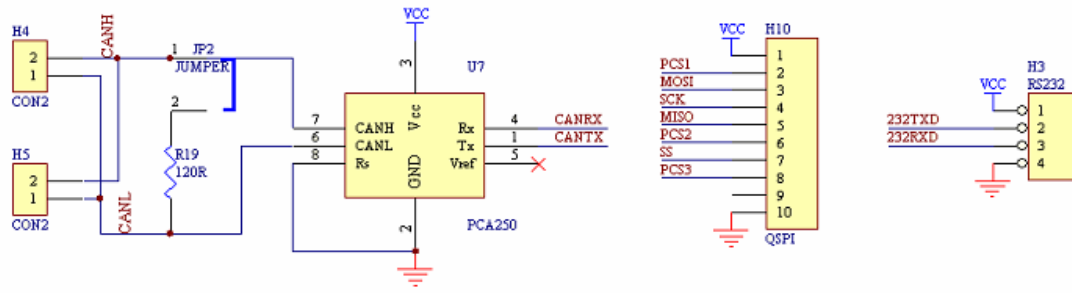 H4
2
1
CON2
CANH
H5
2
1
CON2
CANL
1
JP2
JUMPER
2
R19
120R
VCC
3
U7
7
CANH
Vcc
Rx
4
CANRX
6
CANL
Tx
1
CANTX
8
Rs
GND
Vref
5
2
PCA250
H10
VCC
1
PCS1
2
MOSI
3
SCK
4
MISO
5
PCS2
6
SS
7
PCS3
8
9
10
QSPI
H3
RS232
VCC
1
232TXD
2
232RXD
3
4